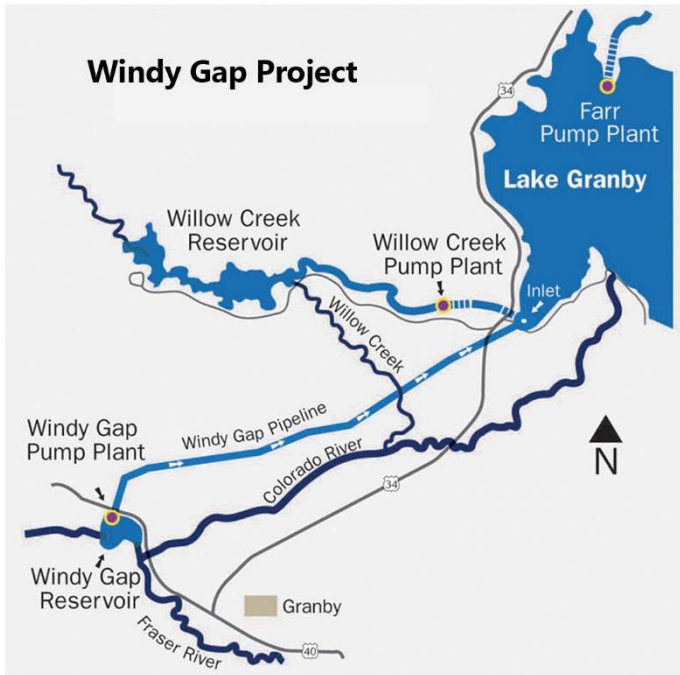 Windy Gap Project
34
Farr
Pump Plant
Lake Granby
Willow Creek
Reservoir
Willow Creek
Pump Plant
Inlet
Willow Creek
Windy Gap Pipeline
Windy Gap
Pump Plant
Colorado River
N
34
Windy Gap
Reservoir
Granby
Fraser River
40